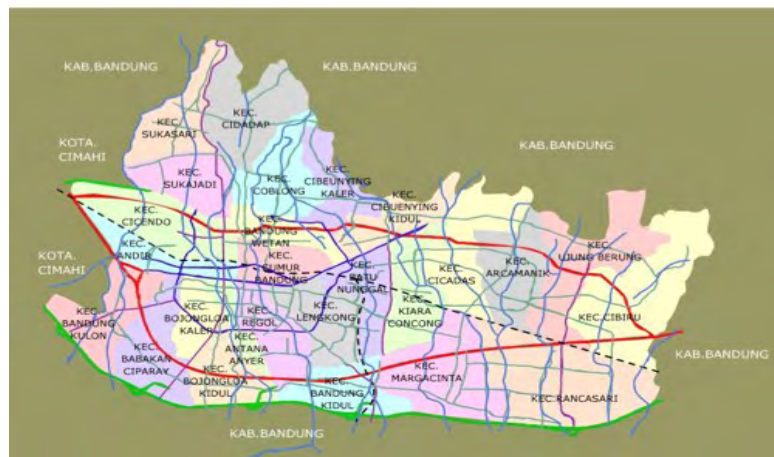 KAB.BANDUNG
KAB.BANDUNG
KEC.
CIDADAP
KEC.
SUKASARI
KOTA.
CIMAHI
KAB.BANDUNG
KEC.
SUKAJADI
KEC.
COBLONG
KEC.
CIBEUNYING
KALER
KEC.
CIBUENYING
KIDUL
KEC.
CICENDO
KEC.
BANDUNG
WETAN
KEC.
UJUNG BERUNG
KEC.
ANDIR
KOTA.
CIMAHI
KEC.
SUMUR
BANDUNG
KEC.
BATU
NUNGGAL
KEC.
CICADAS
KEC.
ARCAMANIK
KEC.
BANDUNG
KULON
KEC.
BOJONGLOA
KALER
KEC.
REGOL
KEC.
LENGKONG
KEC.
KIARA
CONCONG
KEC.CIBIRU
KEC.
BABAKAN
CIPARAY
KEC.
ANTANA
ANYER
KEC.
BOJONGLOA
KIDUL
KEC.
BANDUNG
KIDUL
KEC.
MARGACINTA
KAB.BANDUNG
KEC.RANCASARI
KAB.BANDUNG